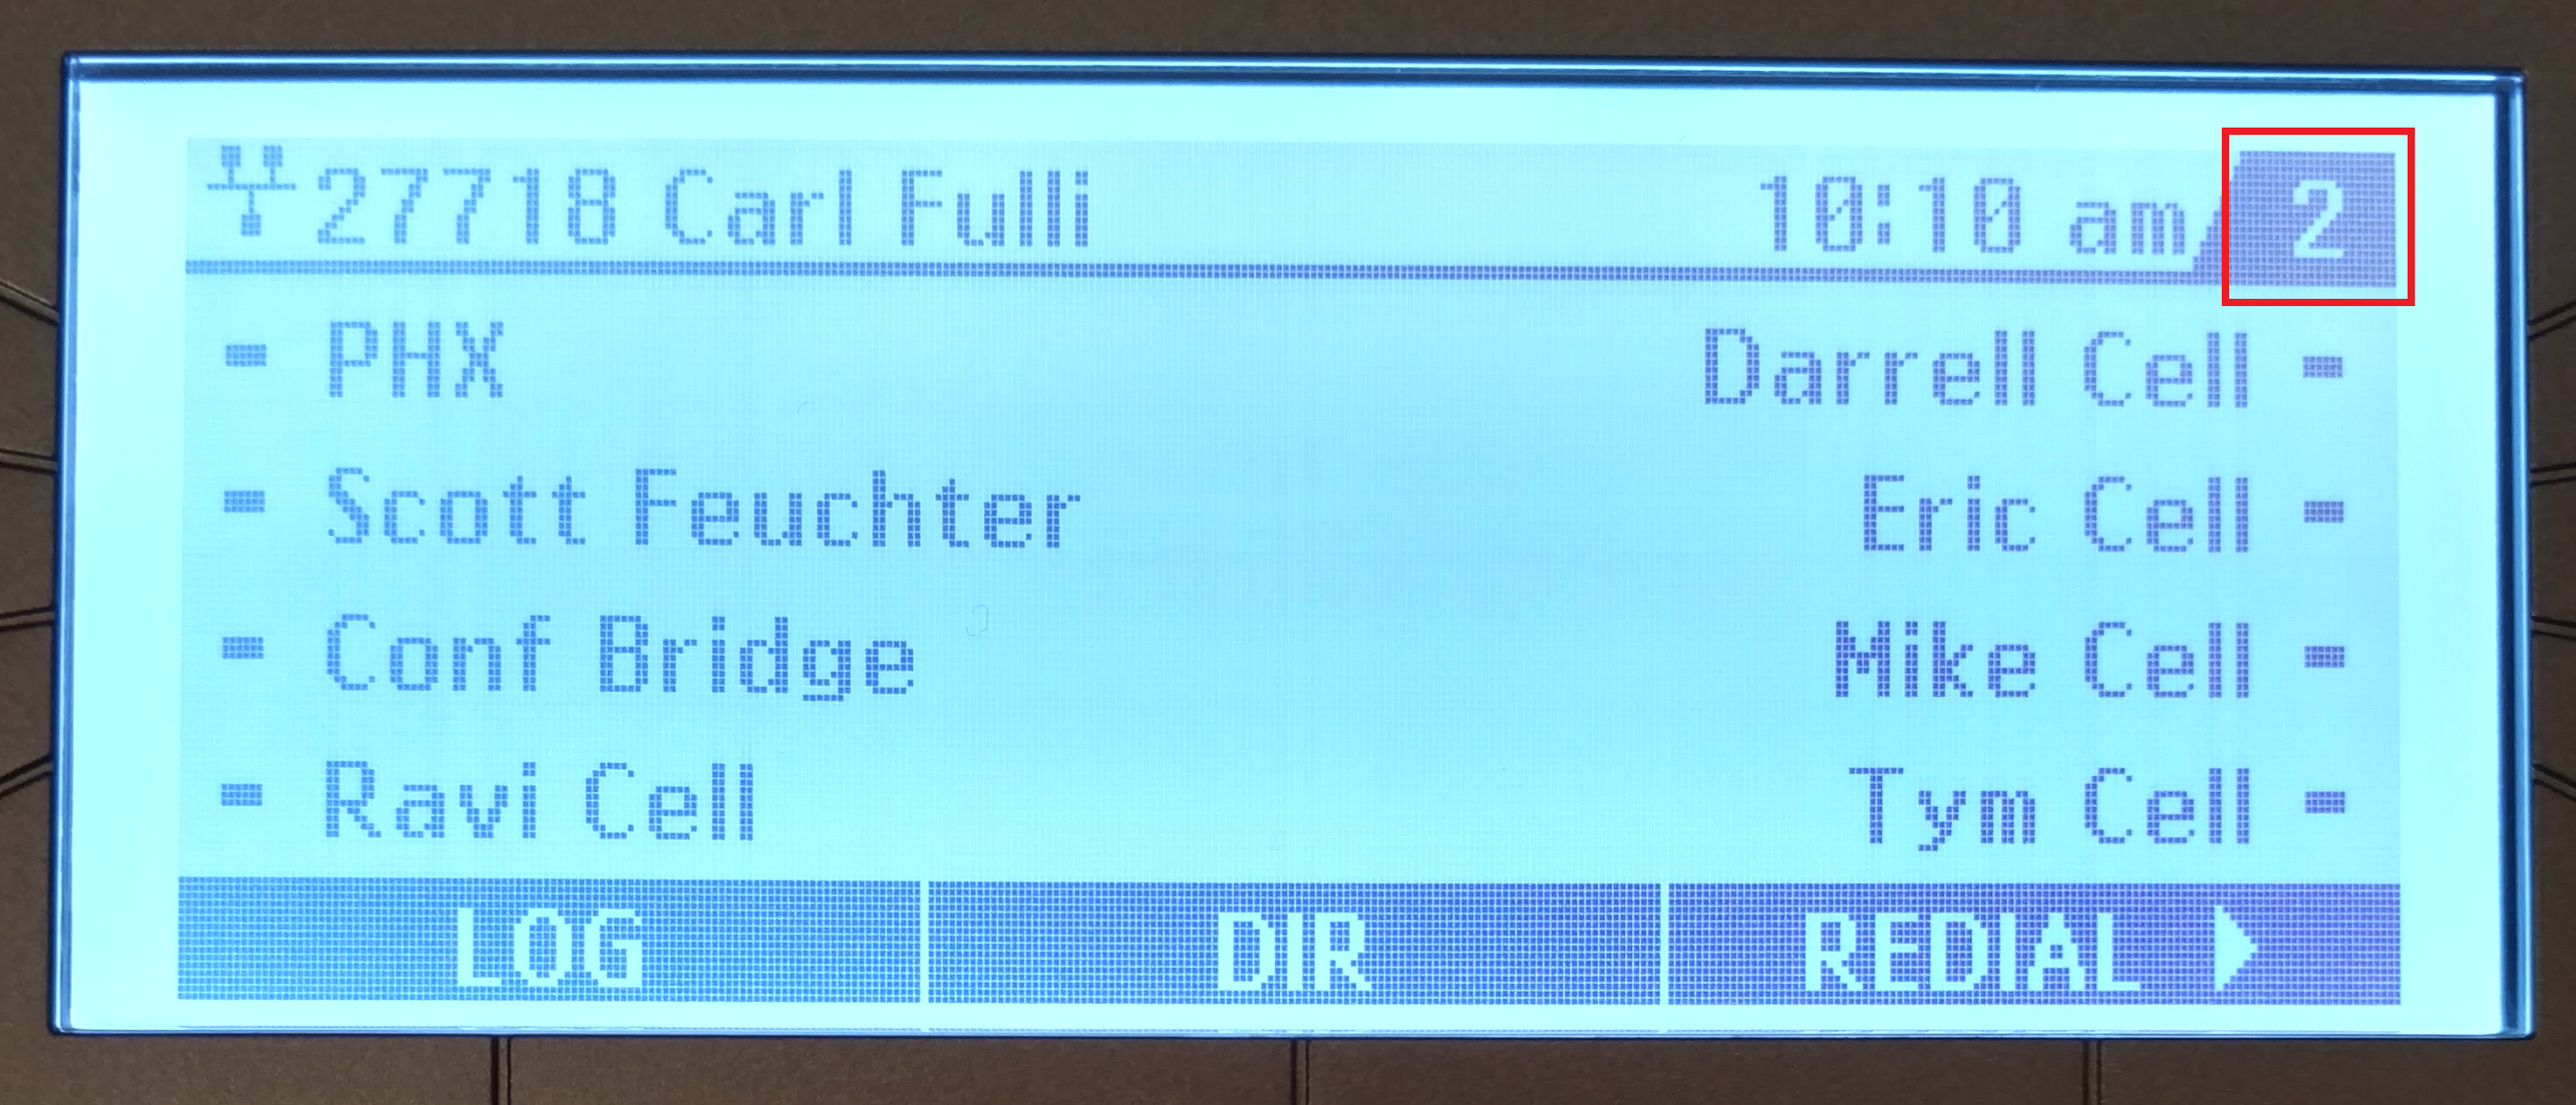 27718 Carl Fulli 10:10 am 2
- PHX Darrell Cell -
- Scott Feuchter Eric Cell -
- Conf Bridge Mike Cell -
- Ravi Cell Tym Cell -
LOG DIR REDIAL ▶